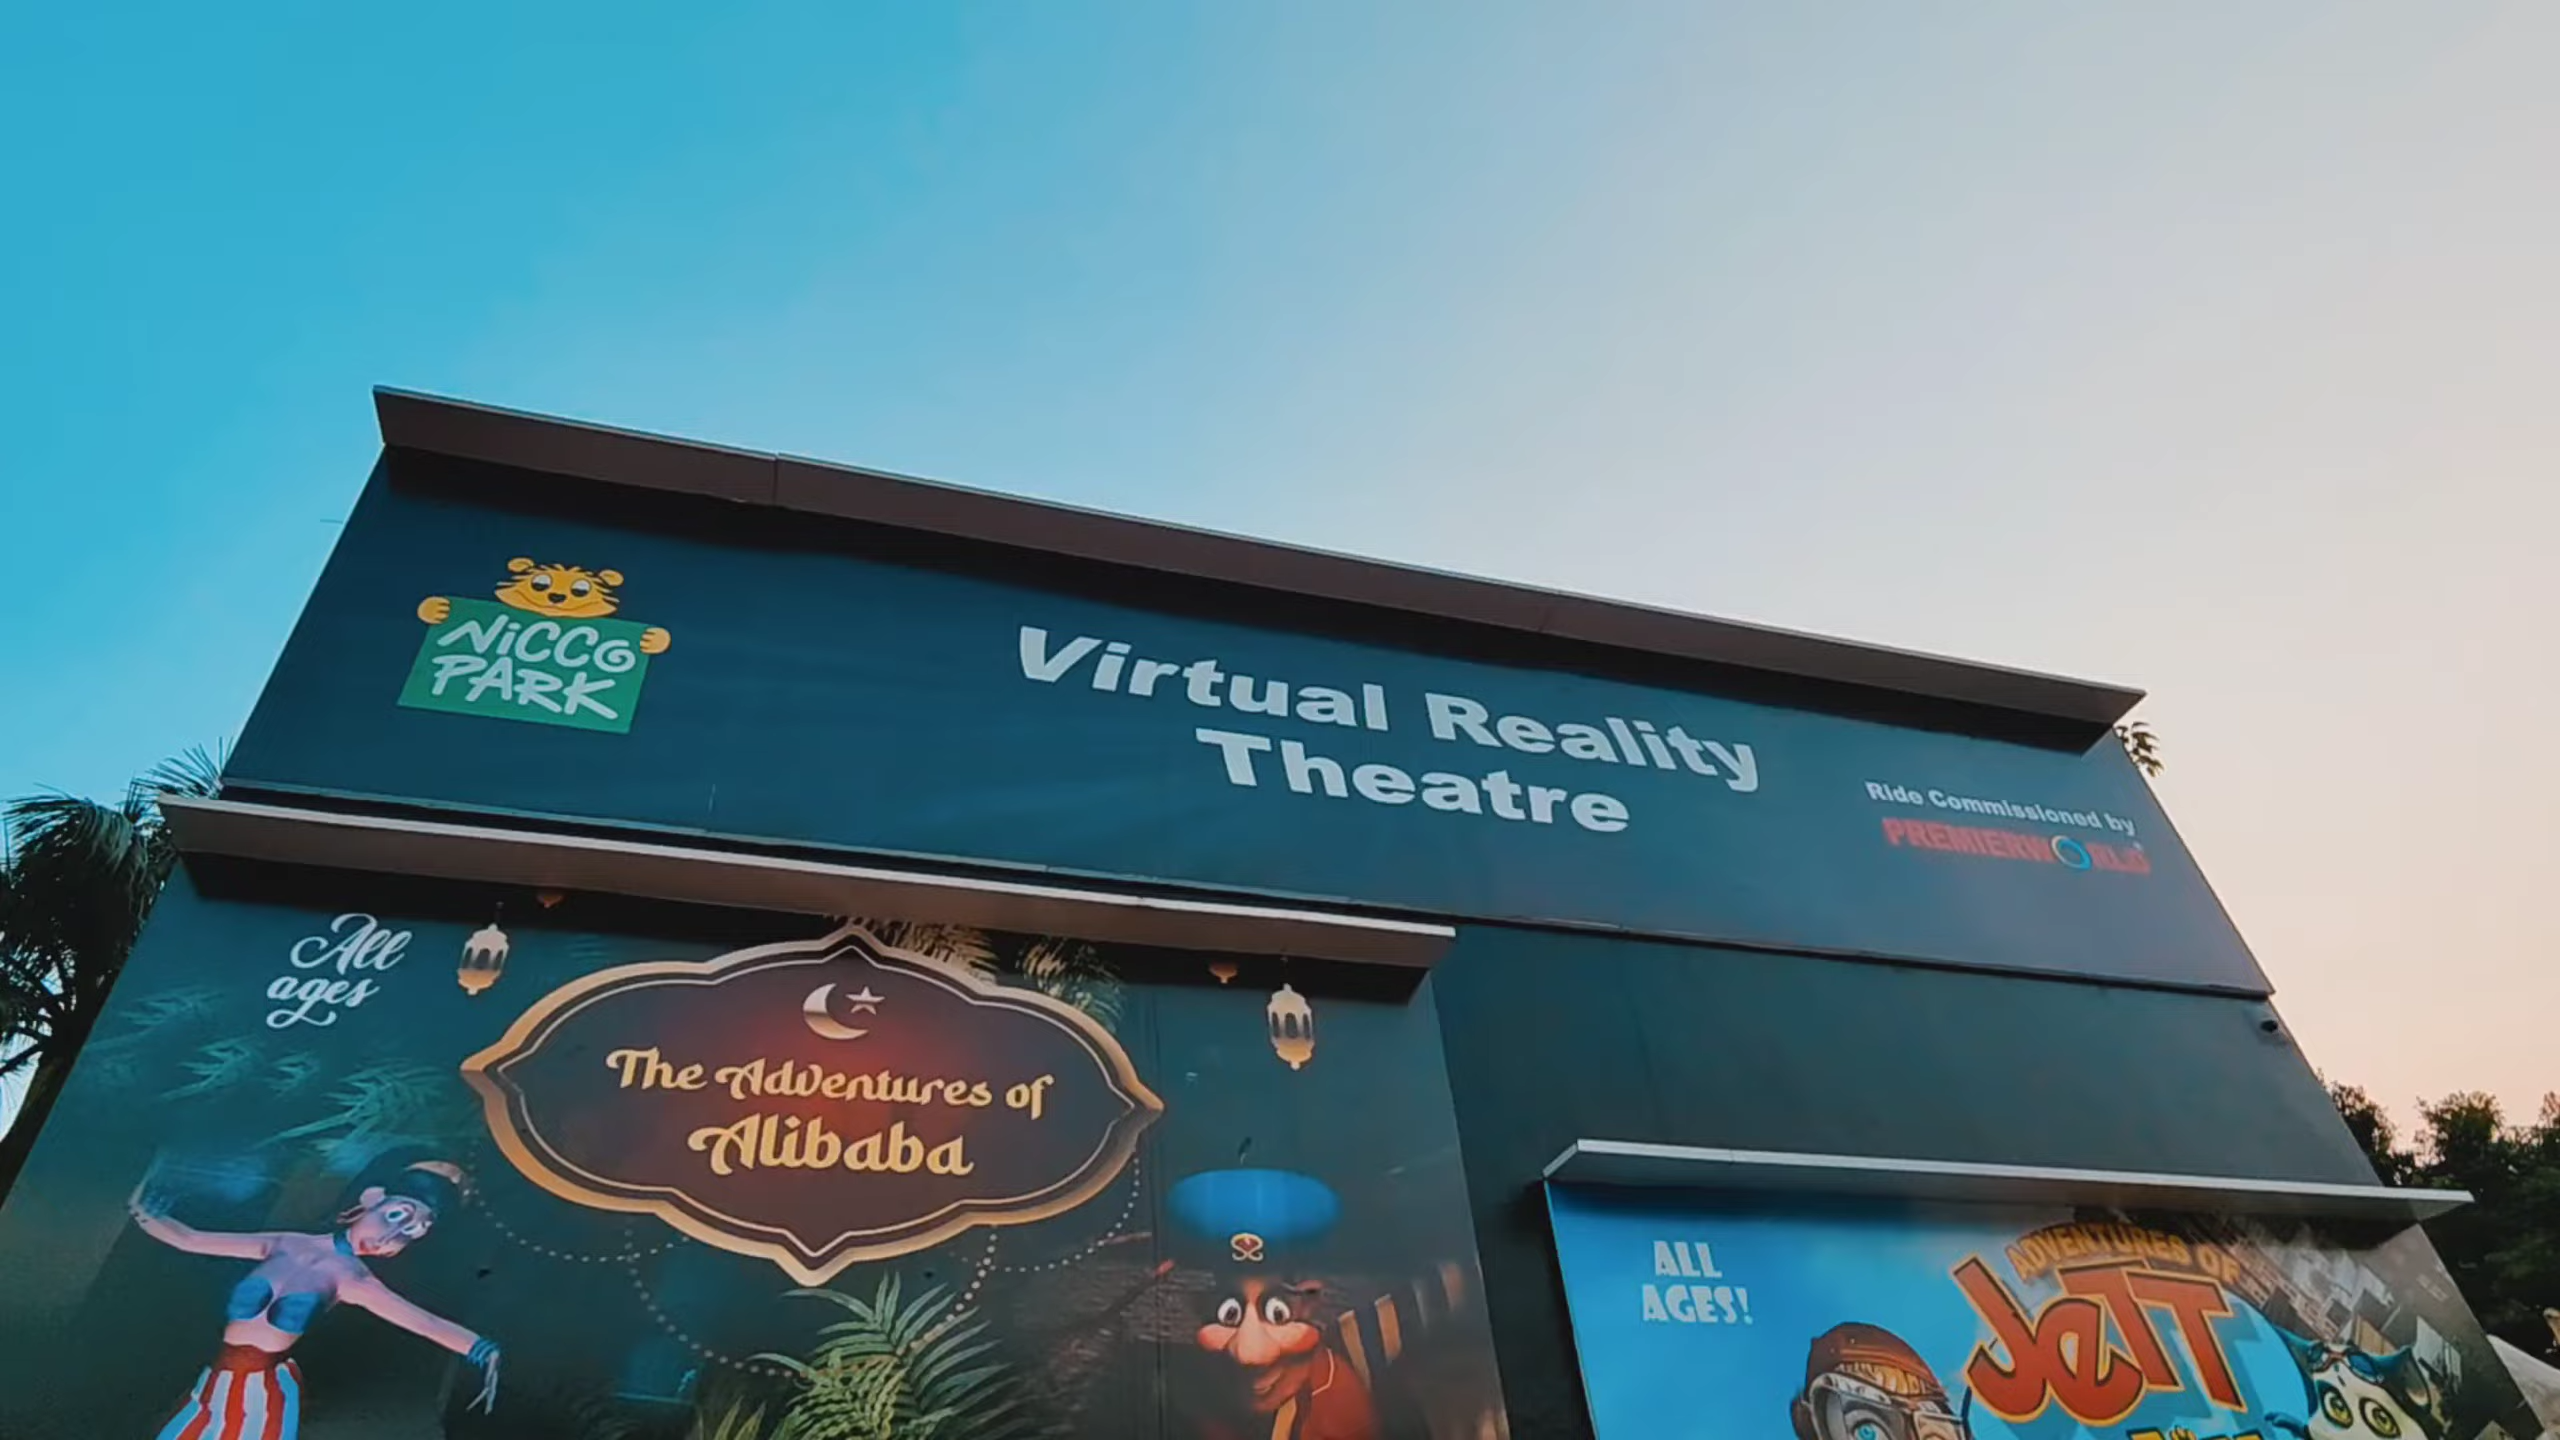 NiCCO
PARK
Virtual Reality
Theatre
Ride Commissioned by
PREMIERWORLD
All
ages
The Adventures of
Alibaba
ALL
AGES!
ADVENTURES OF
JETT